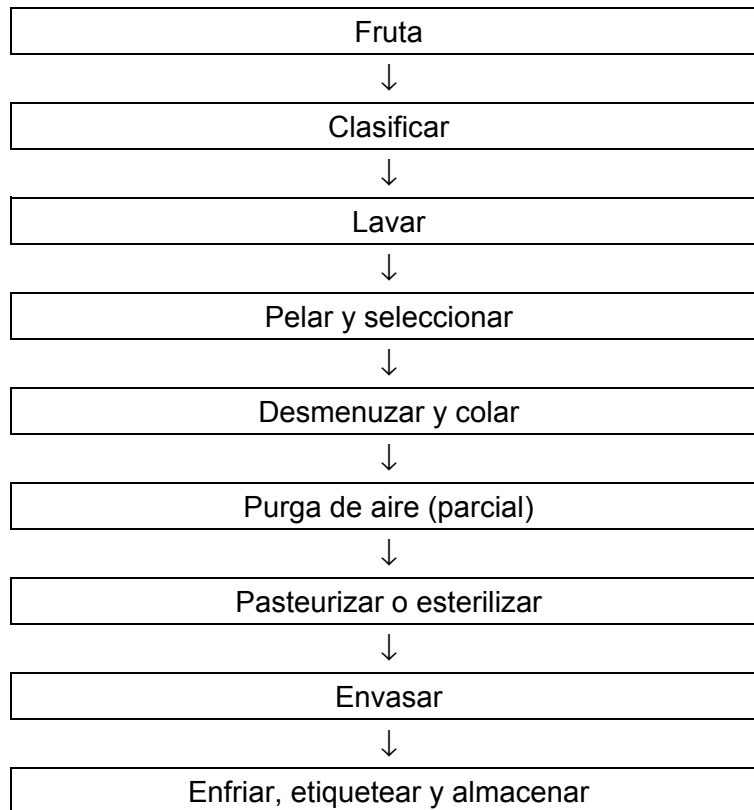 Fruta
↓
Clasificar
↓
Lavar
↓
Pelar y seleccionar
↓
Desmenuzar y colar
↓
Purga de aire (parcial)
↓
Pasteurizar o esterilizar
↓
Envasar
↓
Enfriar, etiquetear y almacenar